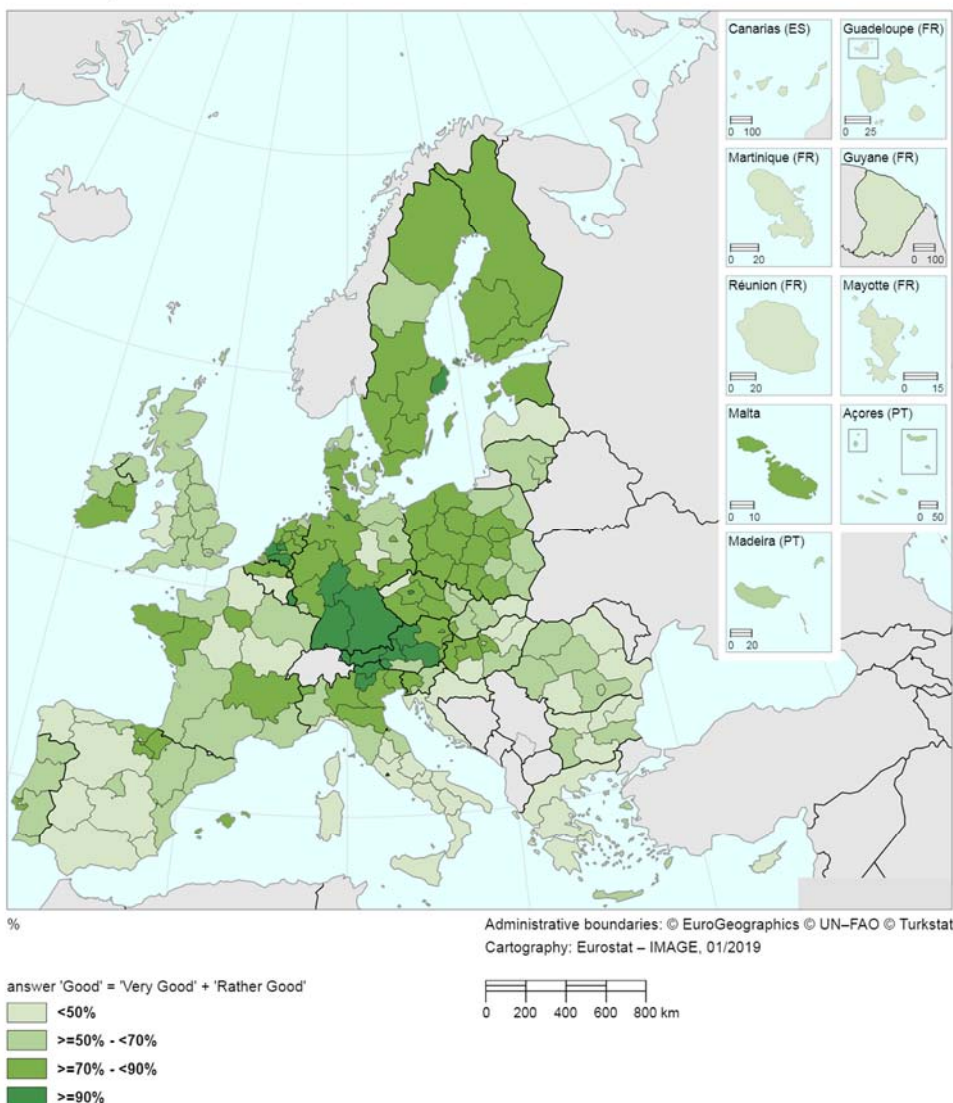 Canarias (ES)
0 100
Guadeloupe (FR)
0 25
Martinique (FR)
0 20
Guyane (FR)
0 100
Réunion (FR)
0 20
Mayotte (FR)
0 15
Malta
0 10
Açores (PT)
0 50
Madeira (PT)
0 20
%
Administrative boundaries: © EuroGeographics © UN–FAO © Turkstat
Cartography: Eurostat – IMAGE, 01/2019
answer 'Good' = 'Very Good' + 'Rather Good'
<50%
>=50% - <70%
>=70% - <90%
>=90%
0 200 400 600 800 km